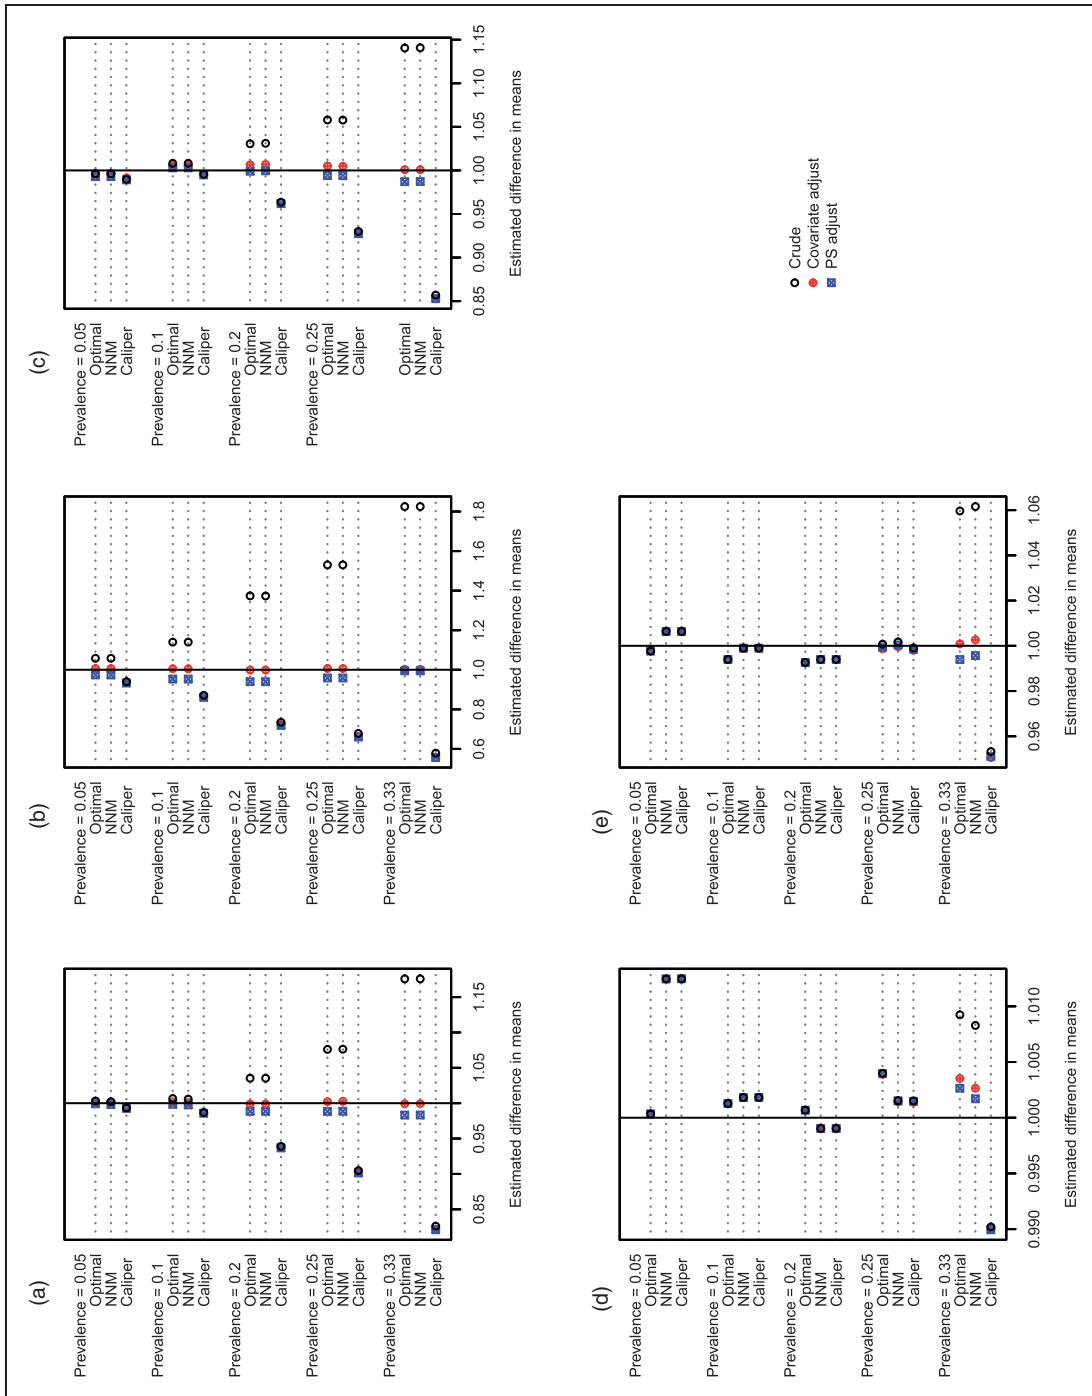 (a)
Prevalence = 0.05
Optimal
NNM
Caliper
Prevalence = 0.1
Optimal
NNM
Caliper
Prevalence = 0.2
Optimal
NNM
Caliper
Prevalence = 0.25
Optimal
NNM
Caliper
Prevalence = 0.33
Optimal
NNM
Caliper
0.85
0.95
1.05
1.15
Estimated difference in means
(b)
Prevalence = 0.05
Optimal
NNM
Caliper
Prevalence = 0.1
Optimal
NNM
Caliper
Prevalence = 0.2
Optimal
NNM
Caliper
Prevalence = 0.25
Optimal
NNM
Caliper
Prevalence = 0.33
Optimal
NNM
Caliper
0.6
0.8
1.0
1.2
1.4
1.6
1.8
Estimated difference in means
(c)
Prevalence = 0.05
Optimal
NNM
Caliper
Prevalence = 0.1
Optimal
NNM
Caliper
Prevalence = 0.2
Optimal
NNM
Caliper
Prevalence = 0.25
Optimal
NNM
Caliper
Optimal
NNM
Caliper
0.85
0.90
0.95
1.00
1.05
1.10
1.15
Estimated difference in means
(d)
Prevalence = 0.05
Optimal
NNM
Caliper
Prevalence = 0.1
Optimal
NNM
Caliper
Prevalence = 0.2
Optimal
NNM
Caliper
Prevalence = 0.25
Optimal
NNM
Caliper
Prevalence = 0.33
Optimal
NNM
Caliper
0.990
0.995
1.000
1.005
1.010
Estimated difference in means
(e)
Prevalence = 0.05
Optimal
NNM
Caliper
Prevalence = 0.1
Optimal
NNM
Caliper
Prevalence = 0.2
Optimal
NNM
Caliper
Prevalence = 0.25
Optimal
NNM
Caliper
Prevalence = 0.33
Optimal
NNM
Caliper
0.96
0.98
1.00
1.02
1.04
1.06
Estimated difference in means
Crude
Covariate adjust
PS adjust